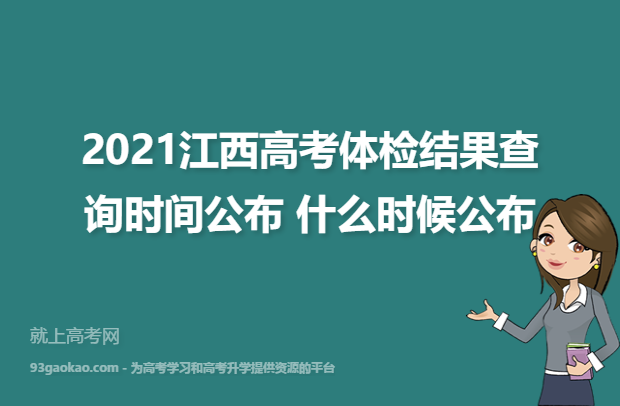 2021江西高考体检结果查
询时间公布 什么时候公布
就上高考网
93gaokao.com - 为高考学习和高考升学提供资源的平台